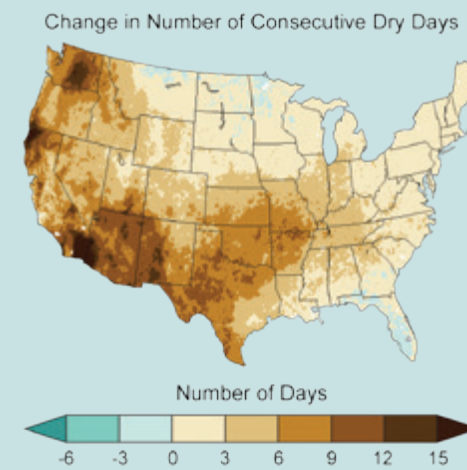 Change in Number of Consecutive Dry Days
Number of Days
-6 -3 0 3 6 9 12 15